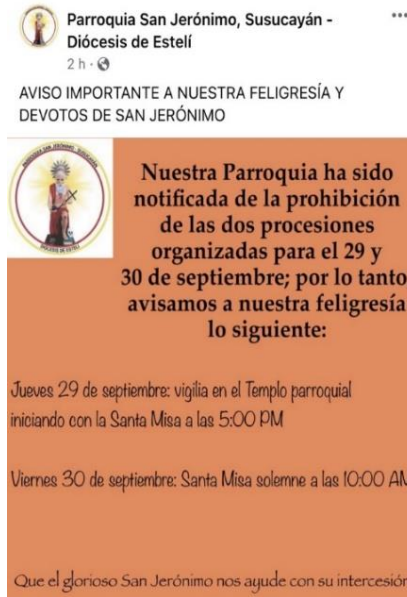 Parroquia San Jerónimo, Susucayán -
Diócesis de Estelí
2 h ·
AVISO IMPORTANTE A NUESTRA FELIGRESÍA Y
DEVOTOS DE SAN JERÓNIMO
Nuestra Parroquia ha sido
notificada de la prohibición
de las dos procesiones
organizadas para el 29 y
30 de septiembre; por lo tanto
avisamos a nuestra feligresía
lo siguiente:
Jueves 29 de septiembre: vigilia en el Templo parroquial
iniciando con la Santa Misa a las 5:00 PM
Viernes 30 de septiembre: Santa Misa solemne a las 10:00 AM
Que el glorioso San Jerónimo nos ayude con su intercesión